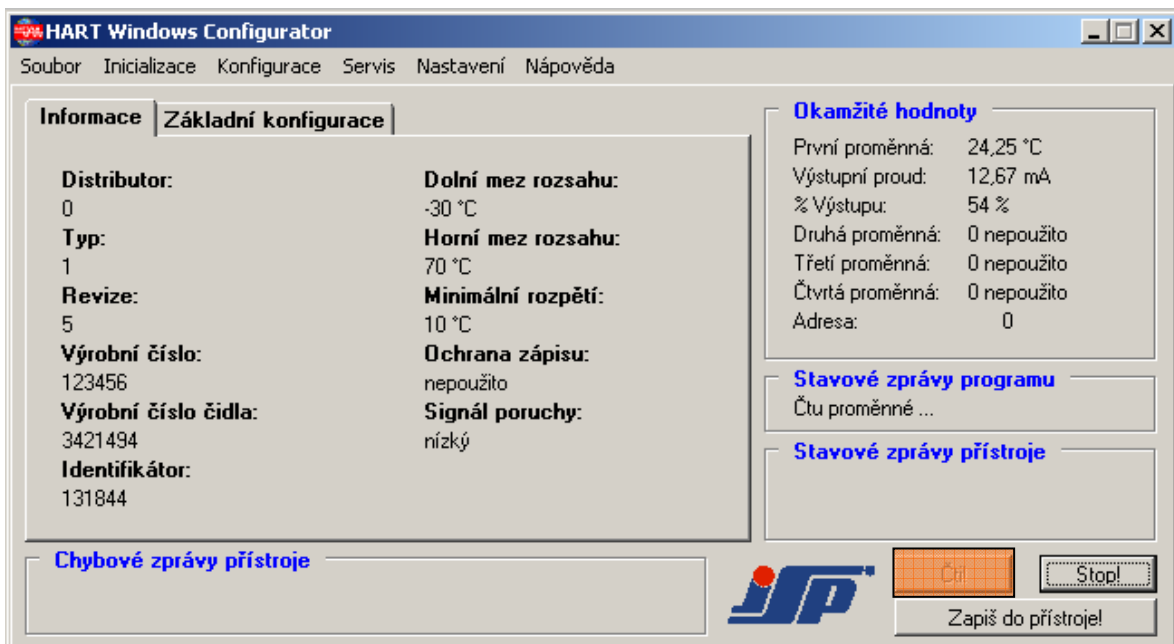 HART Windows Configurator
Soubor Inicializace Konfigurace Servis Nastavení Nápověda
Informace Základní konfigurace
Distributor:
0
Typ:
1
Revize:
5
Výrobní číslo:
123456
Výrobní číslo čidla:
3421494
Identifikátor:
131844
Dolní mez rozsahu:
-30 °C
Horní mez rozsahu:
70 °C
Minimální rozpětí:
10 °C
Ochrana zápisu:
nepoužito
Signál poruchy:
nízký
Okamžité hodnoty
První proměnná: 24,25 °C
Výstupní proud: 12,67 mA
% Výstupu: 54 %
Druhá proměnná: 0 nepoužito
Třetí proměnná: 0 nepoužito
Čtvrtá proměnná: 0 nepoužito
Adresa: 0
Stavové zprávy programu
Čtu proměnné ...
Stavové zprávy přístroje
Chybové zprávy přístroje
JSP
Čti! Stop!
Zapiš do přístroje!